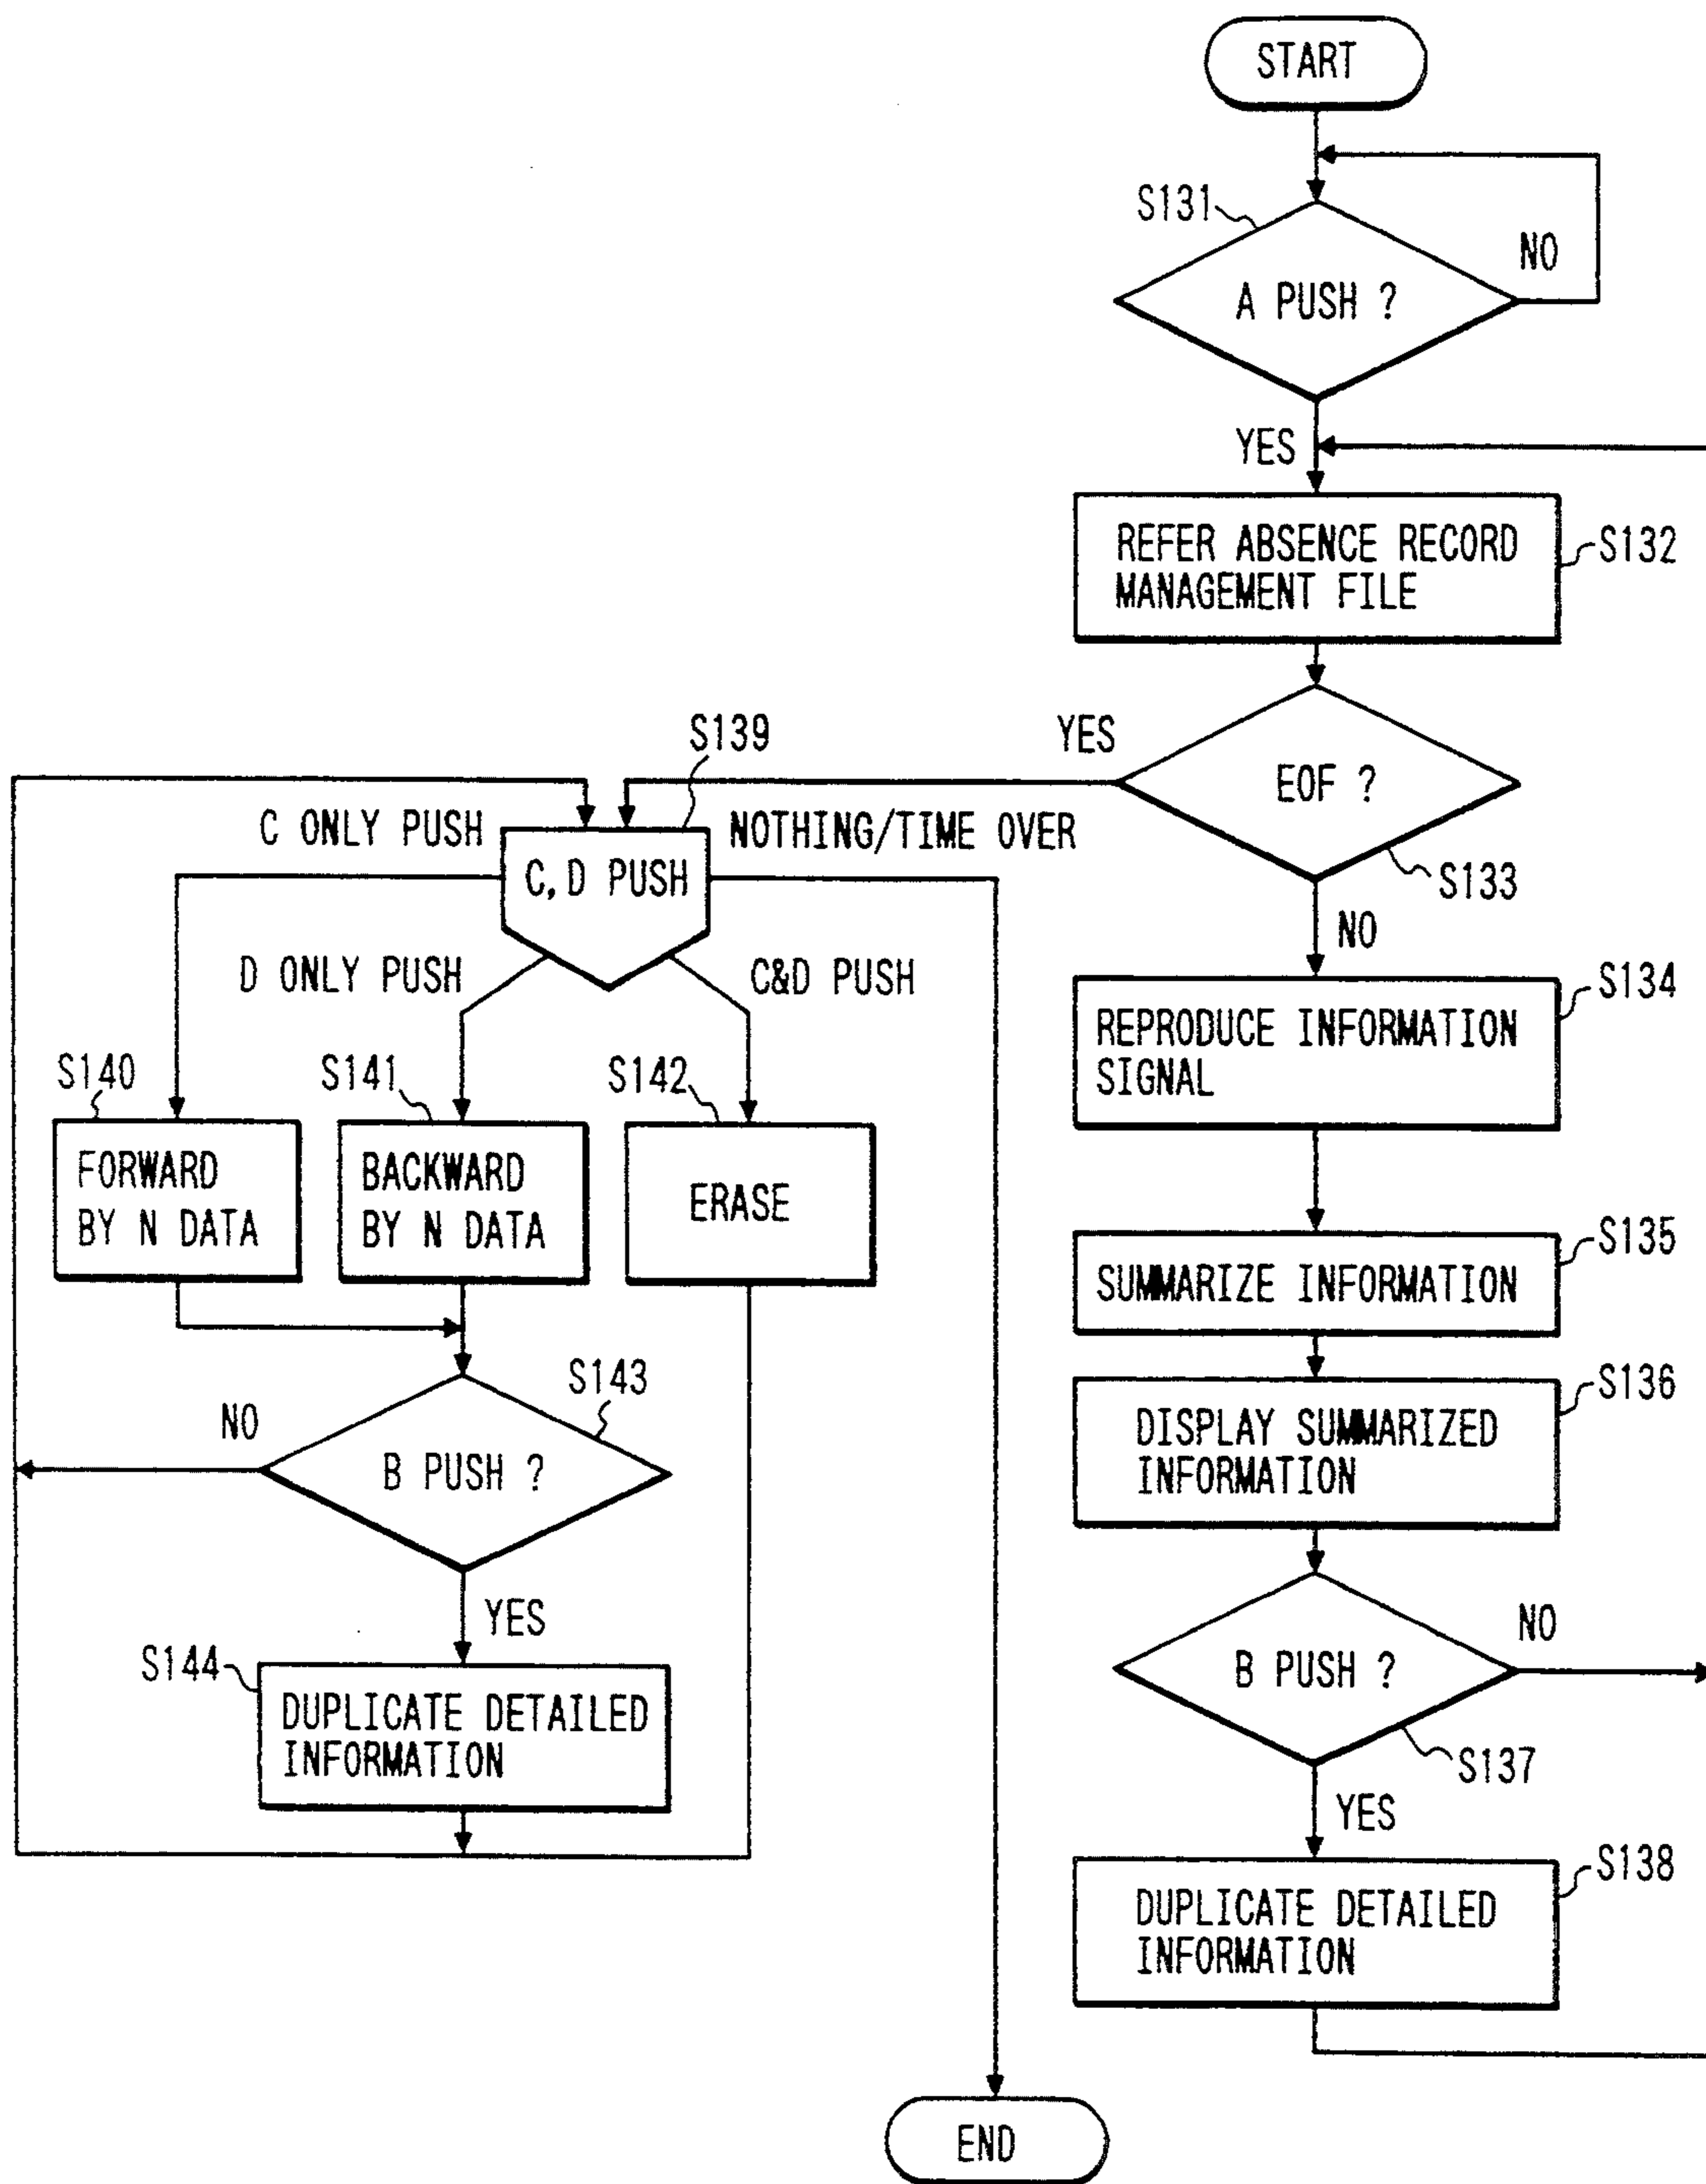 START
S131
A PUSH ?
NO
YES
REFER ABSENCE RECORD
MANAGEMENT FILE
S132
EOF ?
YES
S133
NO
S139
C ONLY PUSH
NOTHING/TIME OVER
C, D PUSH
D ONLY PUSH
C&D PUSH
S134
REPRODUCE INFORMATION
SIGNAL
S140
FORWARD
BY N DATA
S141
BACKWARD
BY N DATA
S142
ERASE
S135
SUMMARIZE INFORMATION
S136
DISPLAY SUMMARIZED
INFORMATION
S143
B PUSH ?
NO
YES
S144
DUPLICATE DETAILED
INFORMATION
B PUSH ?
NO
S137
YES
S138
DUPLICATE DETAILED
INFORMATION
END